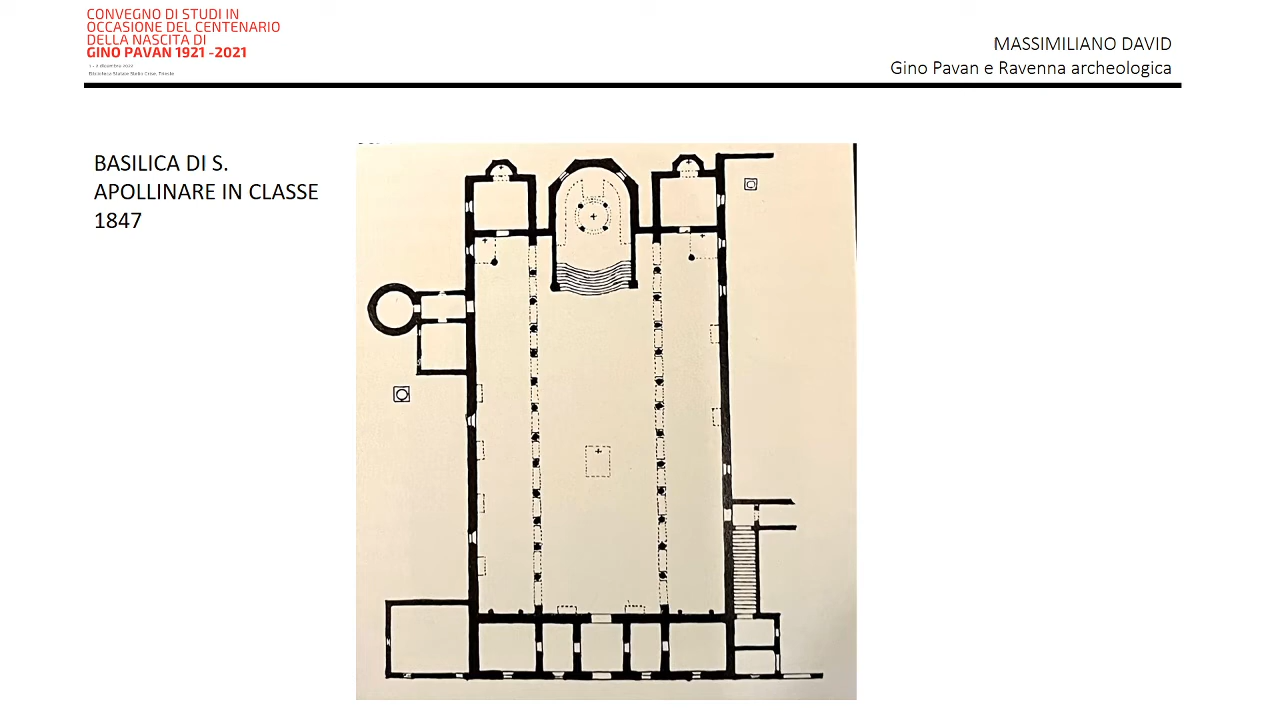 CONVEGNO DI STUDI IN
OCCASIONE DEL CENTENARIO
DELLA NASCITA DI
GINO PAVAN 1921 -2021
MASSIMILIANO DAVID
Gino Pavan e Ravenna archeologica
BASILICA DI S.
APOLLINARE IN CLASSE
1847